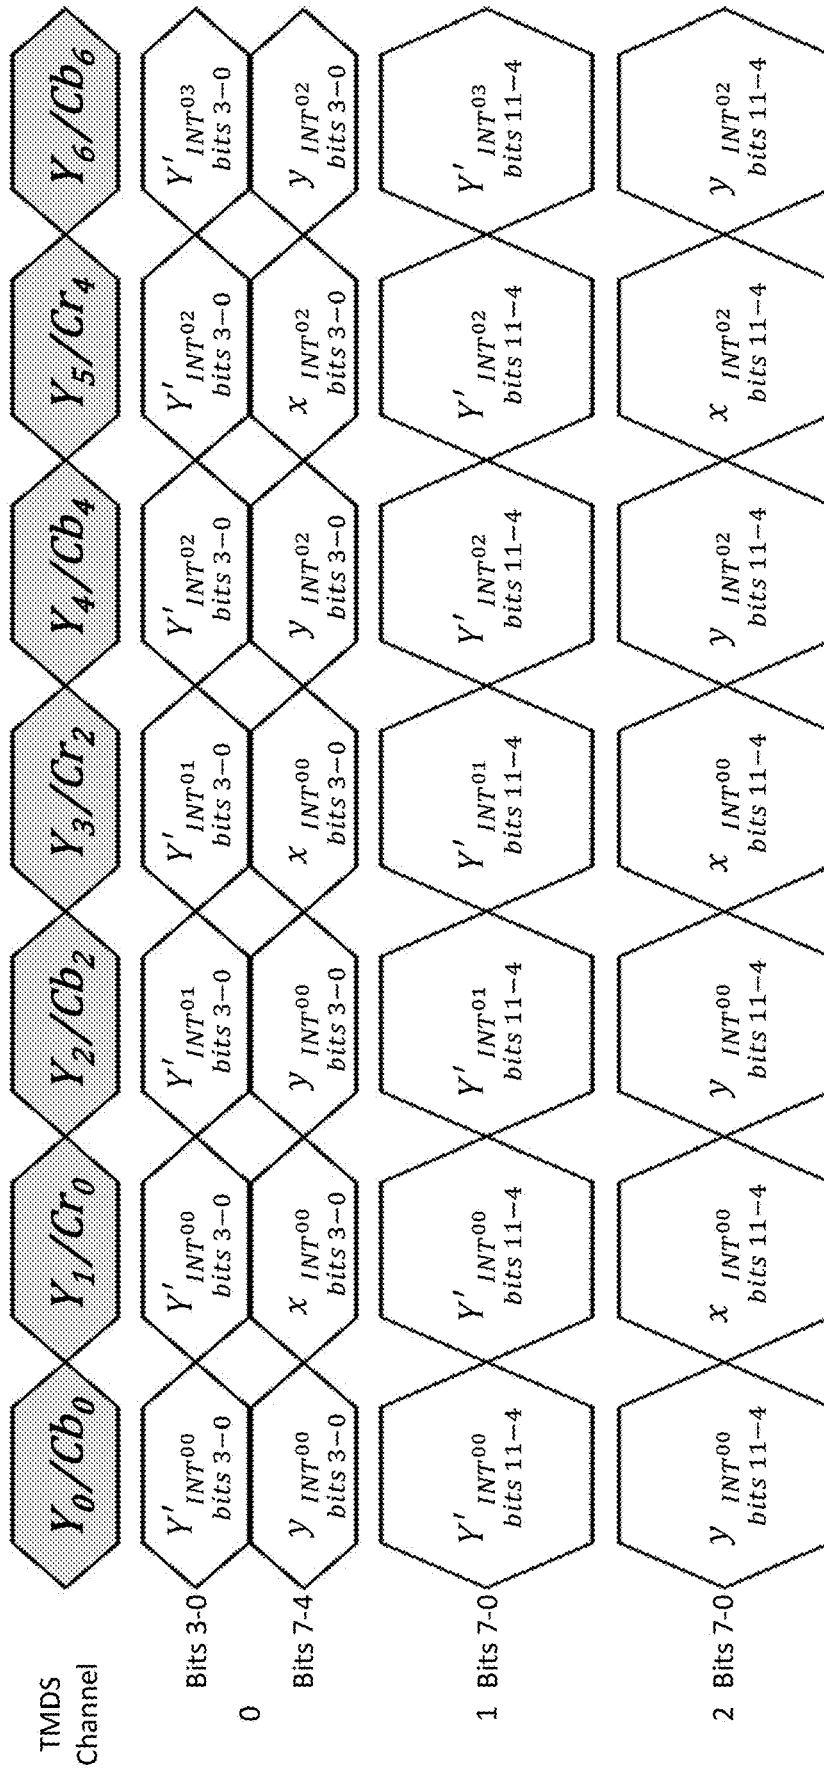 TMDS
Channel
Y0/Cb0 Y1/Cr0 Y2/Cb2 Y3/Cr2 Y4/Cb4 Y5/Cr4 Y6/Cb6
0
Bits 3-0
Y' INT00 Y' INT00 Y' INT01 Y' INT01 Y' INT02 Y' INT02 Y' INT03
bits 3−0 bits 3−0 bits 3−0 bits 3−0 bits 3−0 bits 3−0 bits 3−0
Bits 7-4
y INT00 x INT00 y INT00 x INT00 y INT02 x INT02 y INT02
bits 3−0 bits 3−0 bits 3−0 bits 3−0 bits 3−0 bits 3−0 bits 3−0
1 Bits 7-0
Y' INT00 Y' INT00 Y' INT01 Y' INT01 Y' INT02 Y' INT02 Y' INT03
bits 11−4 bits 11−4 bits 11−4 bits 11−4 bits 11−4 bits 11−4 bits 11−4
2 Bits 7-0
y INT00 x INT00 y INT00 x INT00 y INT02 x INT02 y INT02
bits 11−4 bits 11−4 bits 11−4 bits 11−4 bits 11−4 bits 11−4 bits 11−4